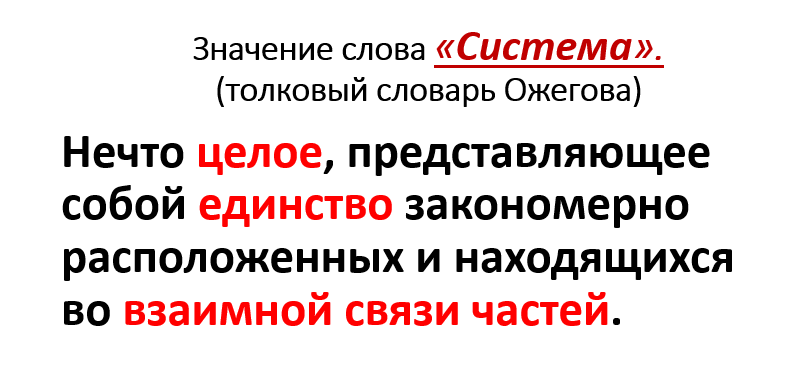 Значение слова «Система».
(толковый словарь Ожегова)
Нечто целое, представляющее
собой единство закономерно
расположенных и находящихся
во взаимной связи частей.